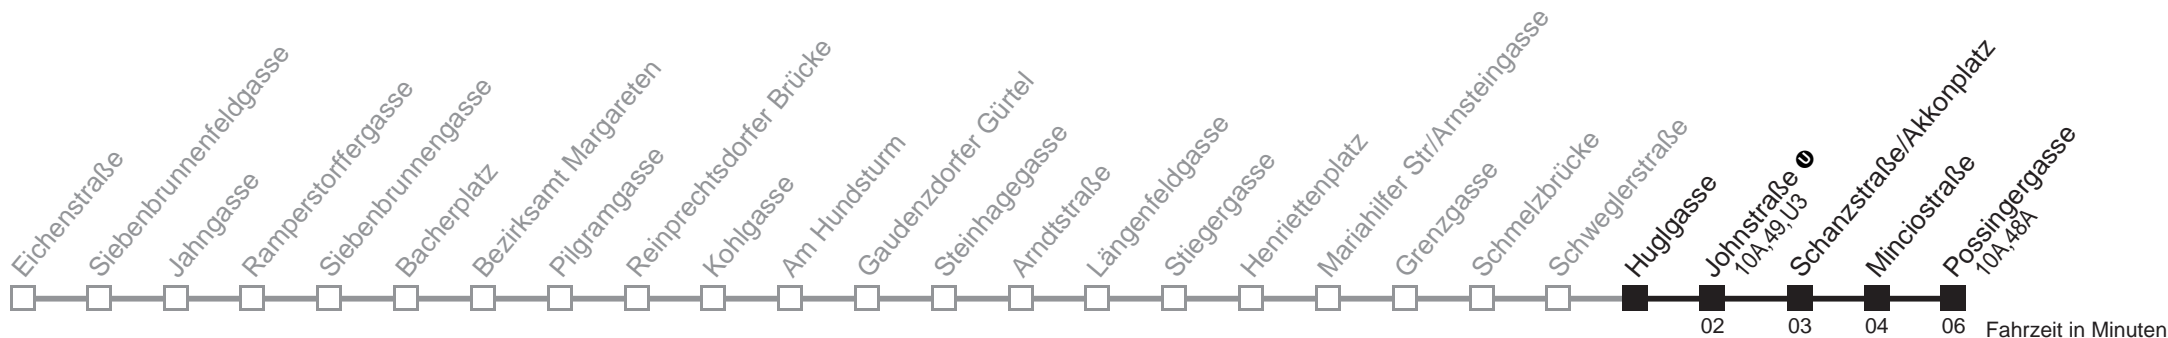 Eichenstraße
Siebenbrunnenfeldgasse
Jahngasse
Ramperstorffergasse
Siebenbrunnengasse
Bacherplatz
Bezirksamt Margareten
Pilgramgasse
Reinprechtsdorfer Brücke
Kohlgasse
Am Hundsturm
Gaudenzdorfer Gürtel
Steinhagegasse
Arndtstraße
Längenfeldgasse
Stiegergasse
Henriettenplatz
Mariahilfer Str/Arnsteingasse
Grenzgasse
Schmelzbrücke
Schweglerstraße
Huglgasse
Johnstraße U
10A,49,U3
Schanzstraße/Akkonplatz
Minciostraße
Possingergasse
10A,48A
02 03 04 06 Fahrzeit in Minuten